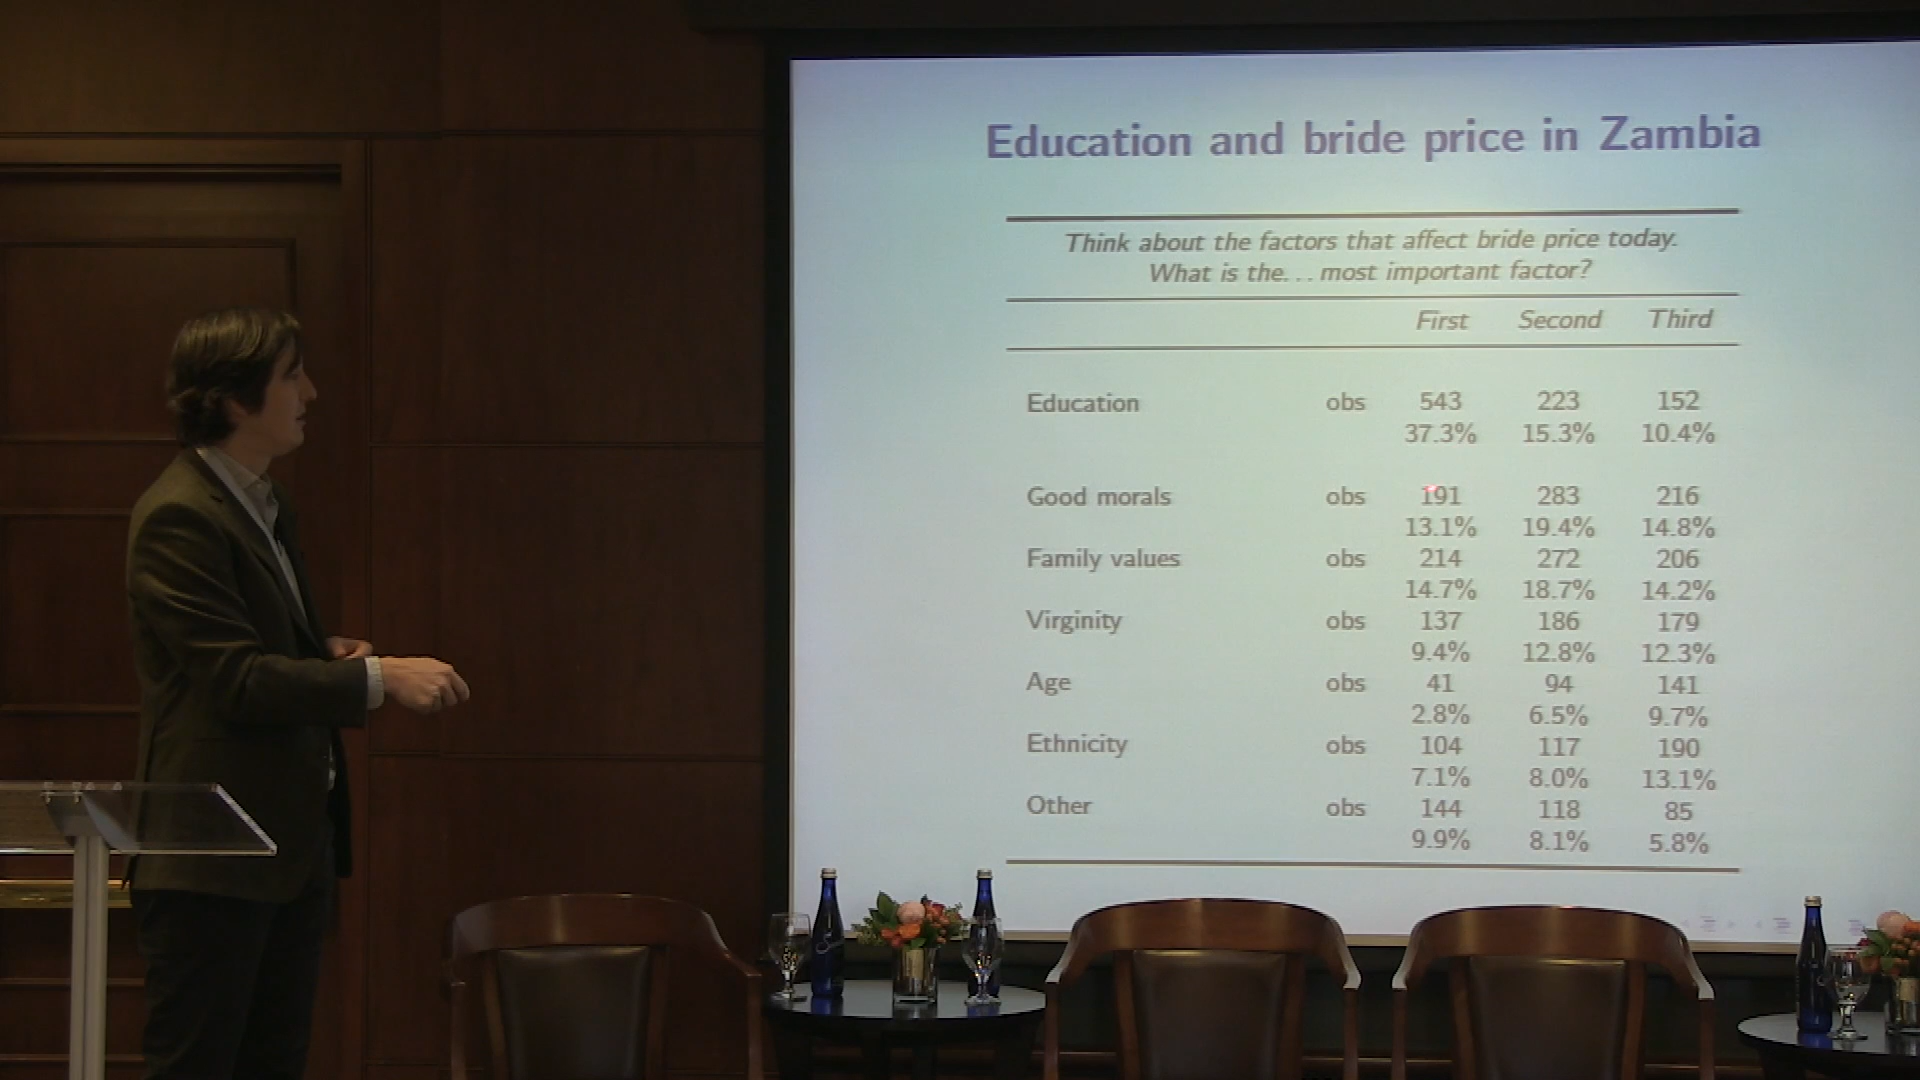 Education and bride price in Zambia
Think about the factors that affect bride price today.
What is the... most important factor?
First Second Third
Education obs 543 223 152
37.3% 15.3% 10.4%
Good morals obs 191 283 216
13.1% 19.4% 14.8%
Family values obs 214 272 206
14.7% 18.7% 14.2%
Virginity obs 137 186 179
9.4% 12.8% 12.3%
Age obs 41 94 141
2.8% 6.5% 9.7%
Ethnicity obs 104 117 190
7.1% 8.0% 13.1%
Other obs 144 118 85
9.9% 8.1% 5.8%